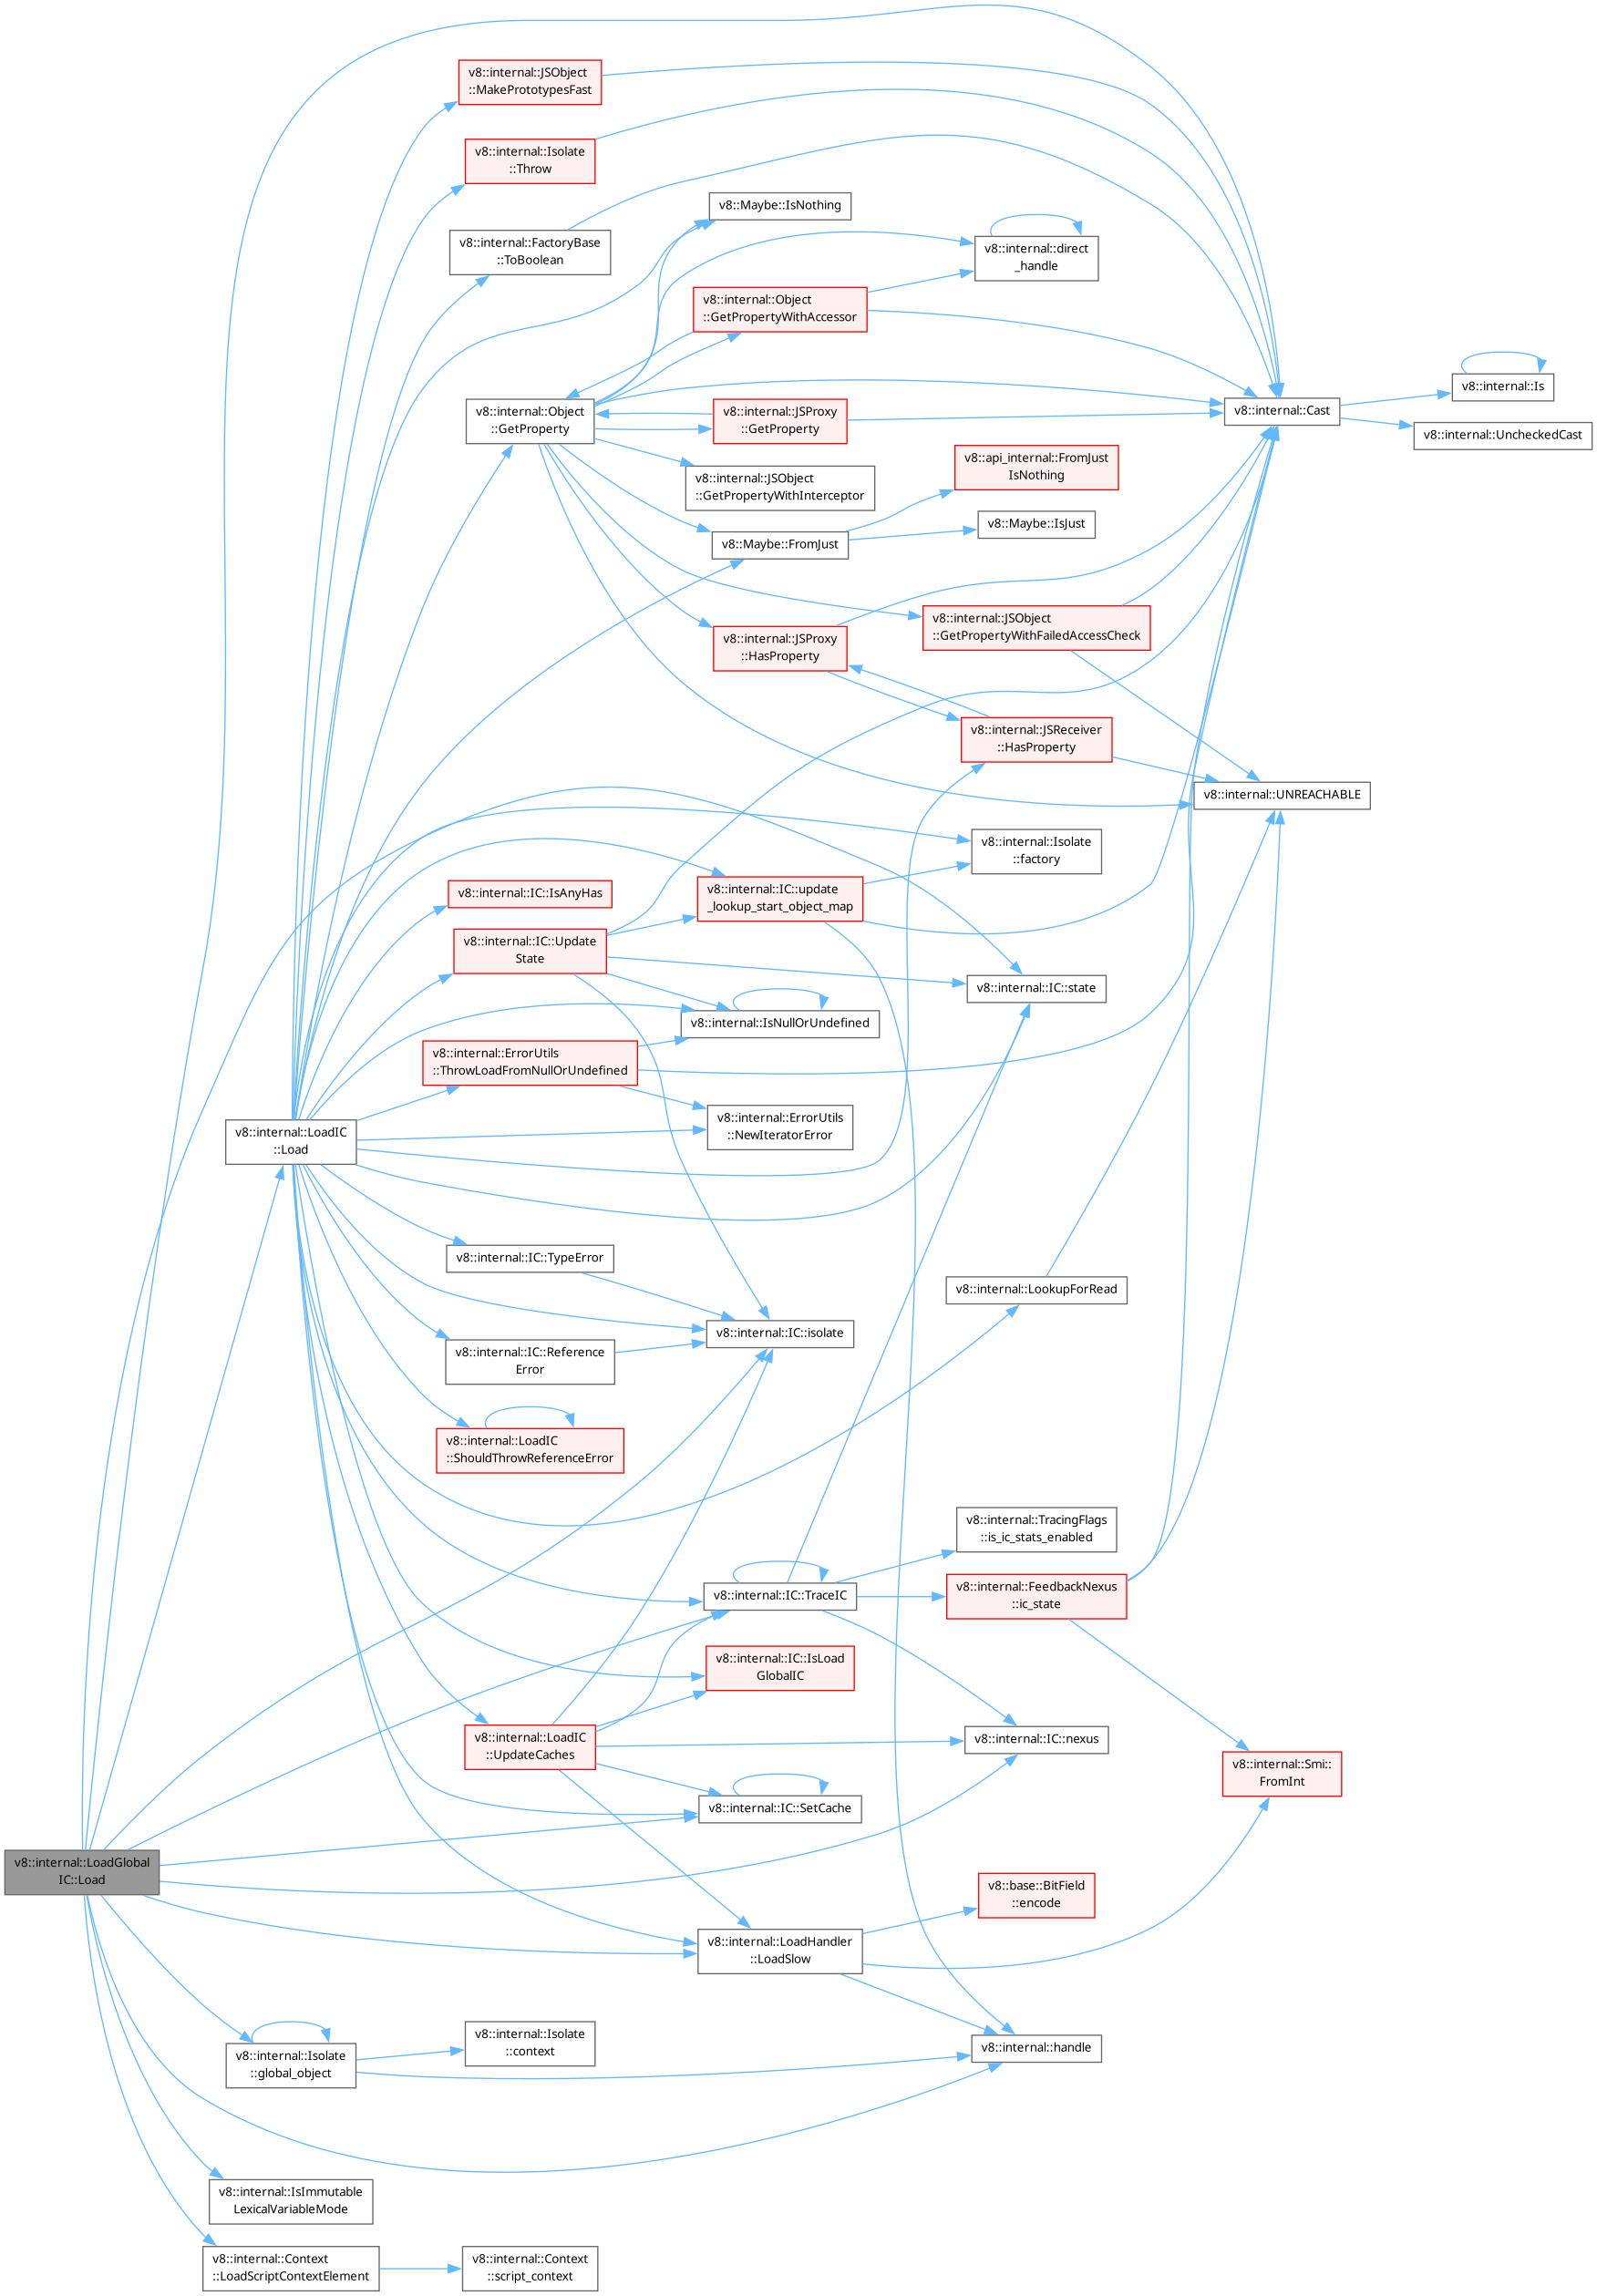 v8::internal::JSObject
::MakePrototypesFast
v8::internal::Isolate
::Throw
v8::Maybe::IsNothing
v8::internal::FactoryBase
::ToBoolean
v8::internal::direct
_handle
v8::internal::Object
::GetPropertyWithAccessor
v8::internal::Is
v8::internal::Object
::GetProperty
v8::internal::JSProxy
::GetProperty
v8::internal::Cast
v8::internal::UncheckedCast
v8::api_internal::FromJust
IsNothing
v8::internal::JSObject
::GetPropertyWithInterceptor
v8::Maybe::IsJust
v8::Maybe::FromJust
v8::internal::JSObject
::GetPropertyWithFailedAccessCheck
v8::internal::JSProxy
::HasProperty
v8::internal::JSReceiver
::HasProperty
v8::internal::UNREACHABLE
v8::internal::Isolate
::factory
v8::internal::IC::IsAnyHas
v8::internal::IC::update
_lookup_start_object_map
v8::internal::IC::Update
State
v8::internal::IC::state
v8::internal::IsNullOrUndefined
v8::internal::ErrorUtils
::ThrowLoadFromNullOrUndefined
v8::internal::ErrorUtils
::NewIteratorError
v8::internal::LoadIC
::Load
v8::internal::IC::TypeError
v8::internal::LookupForRead
v8::internal::IC::isolate
v8::internal::IC::Reference
Error
v8::internal::LoadIC
::ShouldThrowReferenceError
v8::internal::TracingFlags
::is_ic_stats_enabled
v8::internal::IC::TraceIC
v8::internal::FeedbackNexus
::ic_state
v8::internal::IC::IsLoad
GlobalIC
v8::internal::LoadIC
::UpdateCaches
v8::internal::IC::nexus
v8::internal::Smi::
FromInt
v8::internal::IC::SetCache
v8::internal::LoadGlobal
IC::Load
v8::base::BitField
::encode
v8::internal::LoadHandler
::LoadSlow
v8::internal::Isolate
::context
v8::internal::handle
v8::internal::Isolate
::global_object
v8::internal::IsImmutable
LexicalVariableMode
v8::internal::Context
::LoadScriptContextElement
v8::internal::Context
::script_context